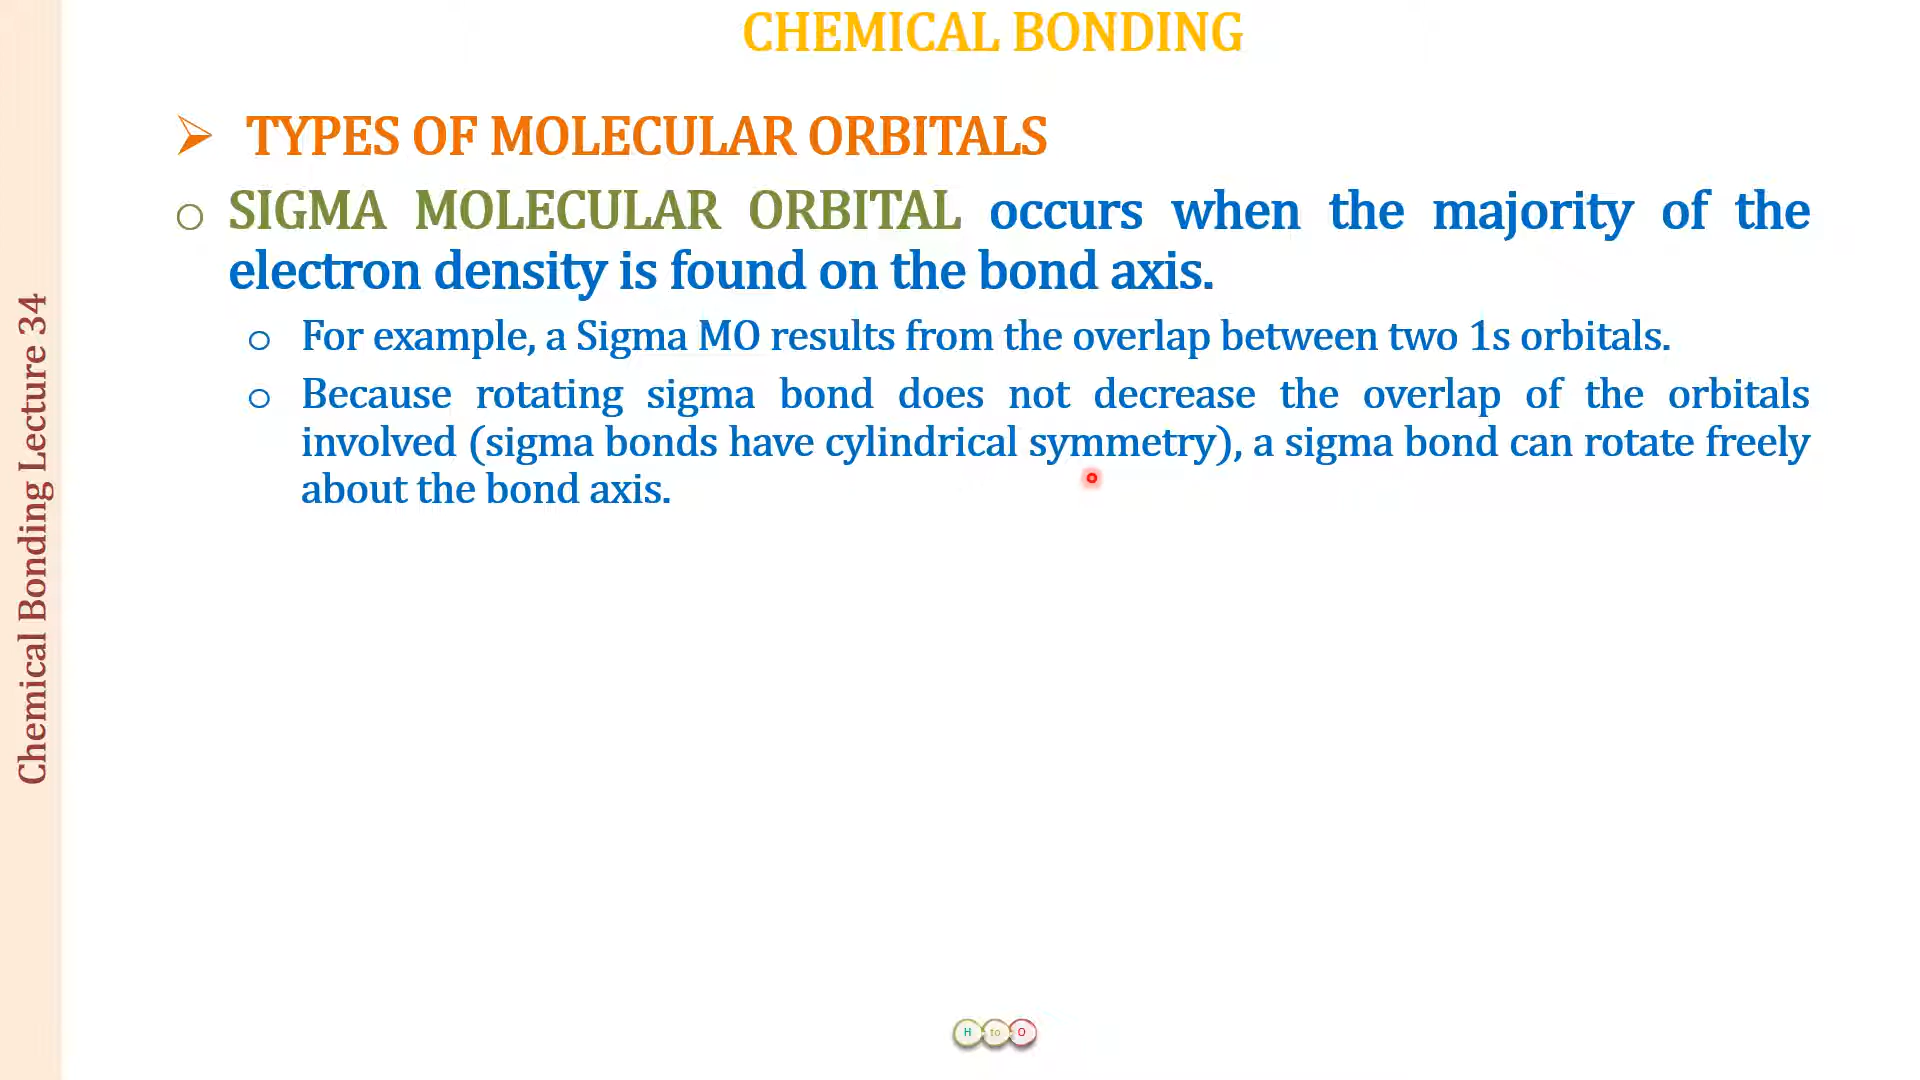 CHEMICAL BONDING
TYPES OF MOLECULAR ORBITALS
SIGMA MOLECULAR ORBITAL occurs when the majority of the
electron density is found on the bond axis.
For example, a Sigma MO results from the overlap between two 1s orbitals.
Because rotating sigma bond does not decrease the overlap of the orbitals
involved (sigma bonds have cylindrical symmetry), a sigma bond can rotate freely
about the bond axis.
Chemical Bonding Lecture 34
H to O